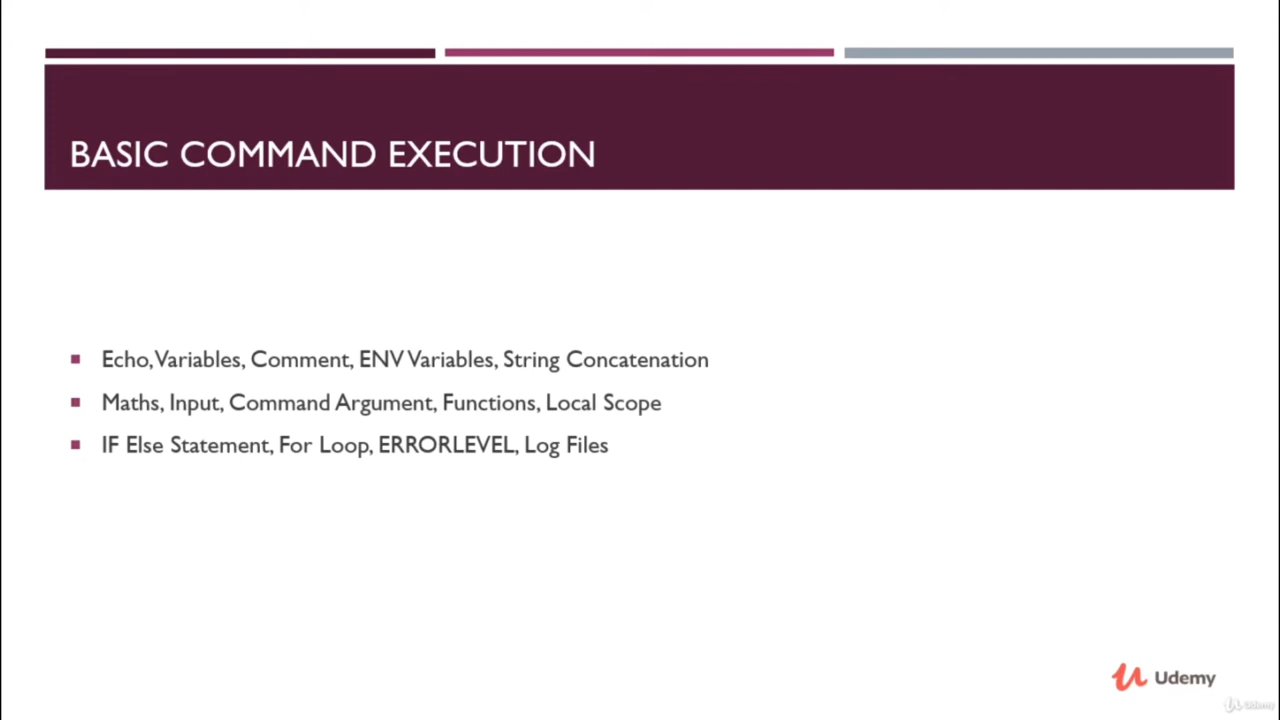 BASIC COMMAND EXECUTION
Echo, Variables, Comment, ENV Variables, String Concatenation
Maths, Input, Command Argument, Functions, Local Scope
IF Else Statement, For Loop, ERRORLEVEL, Log Files
Udemy
Udemy